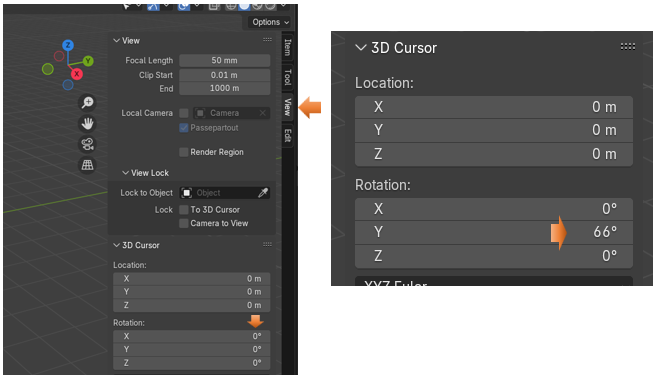 Options
View
Focal Length 50 mm
Clip Start 0.01 m
End 1000 m
Local Camera Camera
Passepartout
Render Region
View Lock
Lock to Object Object
Lock To 3D Cursor
Camera to View
3D Cursor
Location:
X 0 m
Y 0 m
Z 0 m
Rotation:
X 0°
Y 0°
Z 0°
Item
Tool
View
Edit
Z
Y
X
3D Cursor
Location:
X 0 m
Y 0 m
Z 0 m
Rotation:
X 0°
Y 66°
Z 0°
XYZ Euler